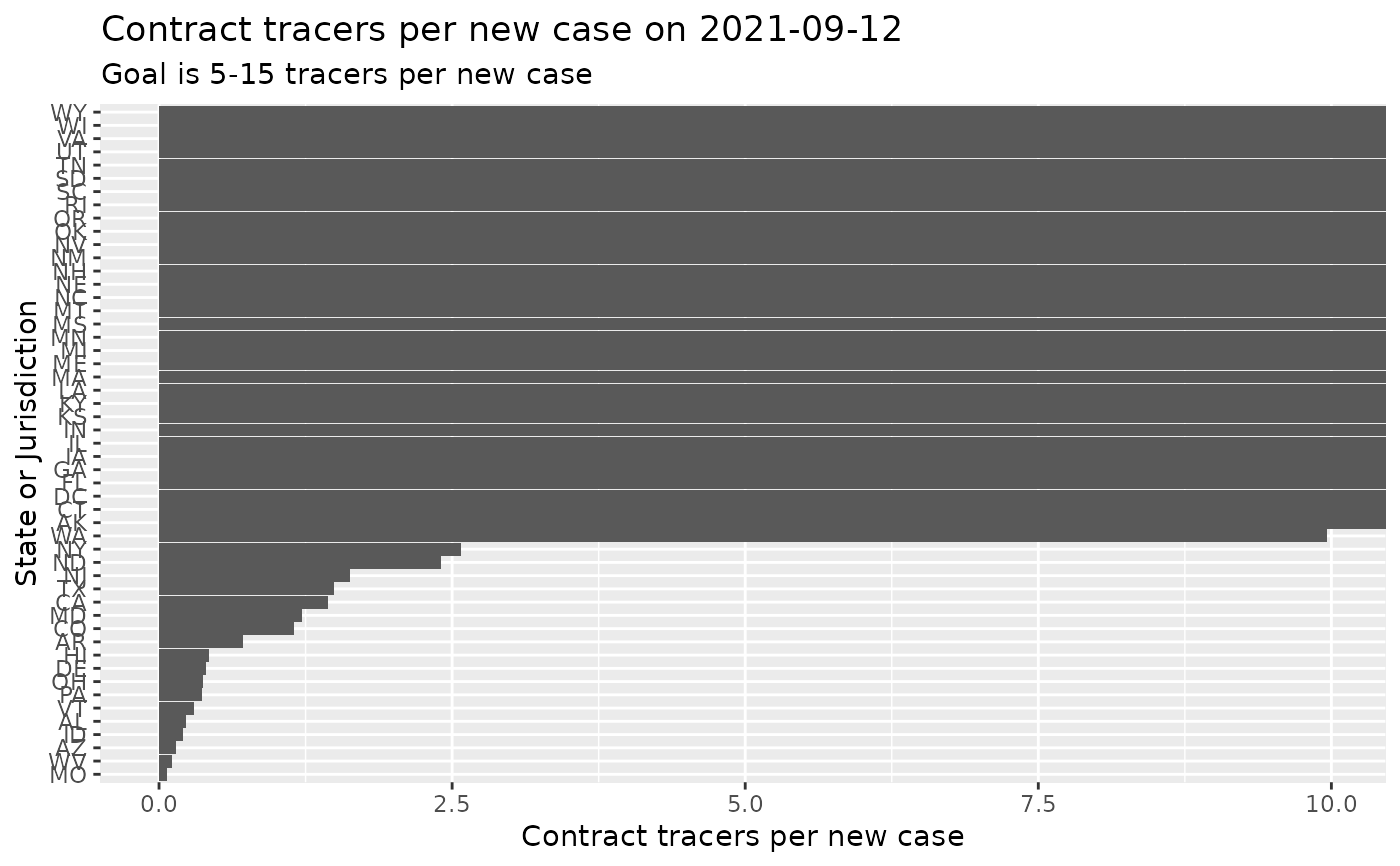 Contract tracers per new case on 2021-09-12
Goal is 5-15 tracers per new case
State or Jurisdiction
WY
WI
VA
UT
TN
SD
SC
RI
OR
OK
NV
NM
NH
NE
NC
MT
MS
MN
MI
ME
MA
LA
KY
KS
IN
IL
IA
GA
FL
DC
CT
AK
WA
NY
ND
NJ
TX
CA
MD
CO
AR
HI
DE
OH
PA
VT
AL
ID
AZ
WV
MO
0.0 2.5 5.0 7.5 10.0
Contract tracers per new case